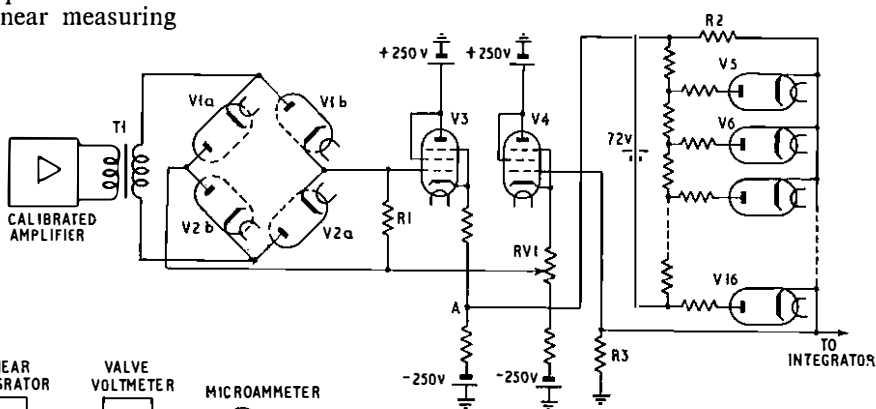 near measuring
+250 V
+250V
R2
V5
V1a
V1b
V3
V4
V6
T1
72V
CALIBRATED
AMPLIFIER
R1
V2b
V2a
RV1
A
V16
R3
TO
INTEGRATOR
-250V
-250V
VALVE
VOLTMETER
MICROAMMETER